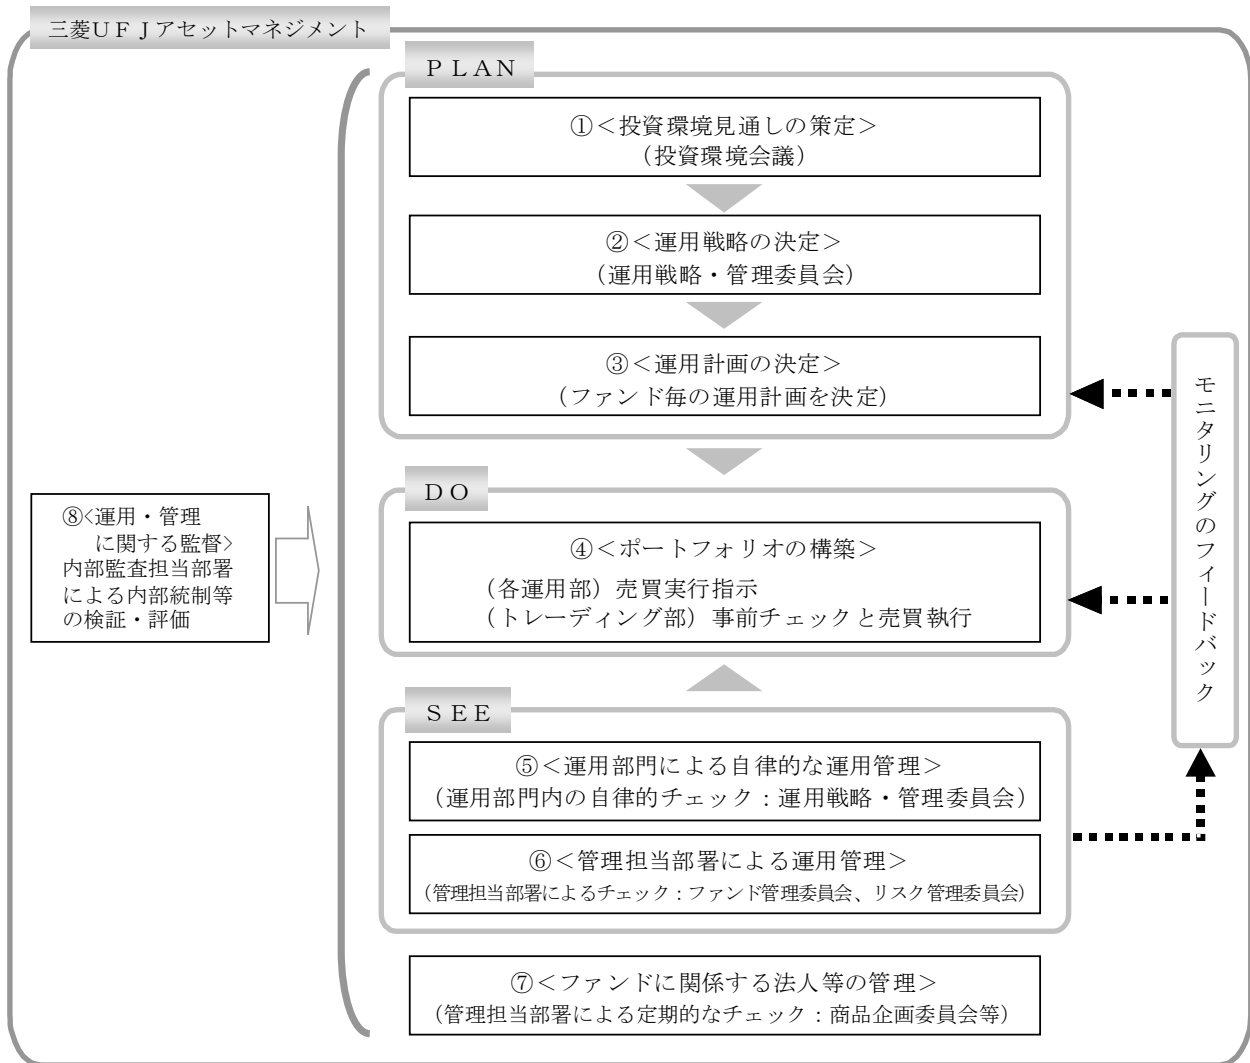 三菱ＵＦＪアセットマネジメント
ＰＬＡＮ
①＜投資環境見通しの策定＞
（投資環境会議）
②＜運用戦略の決定＞
（運用戦略・管理委員会）
③＜運用計画の決定＞
（ファンド毎の運用計画を決定）
ＤＯ
④＜ポートフォリオの構築＞
（各運用部）売買実行指示
（トレーディング部）事前チェックと売買執行
ＳＥＥ
⑤＜運用部門による自律的な運用管理＞
（運用部門内の自律的チェック：運用戦略・管理委員会）
⑥＜管理担当部署による運用管理＞
（管理担当部署によるチェック：ファンド管理委員会、リスク管理委員会）
⑦＜ファンドに関係する法人等の管理＞
（管理担当部署による定期的なチェック：商品企画委員会等）
⑧<運用・管理
に関する監督>
内部監査担当部署
による内部統制等
の検証・評価
モニタリングのフィードバック